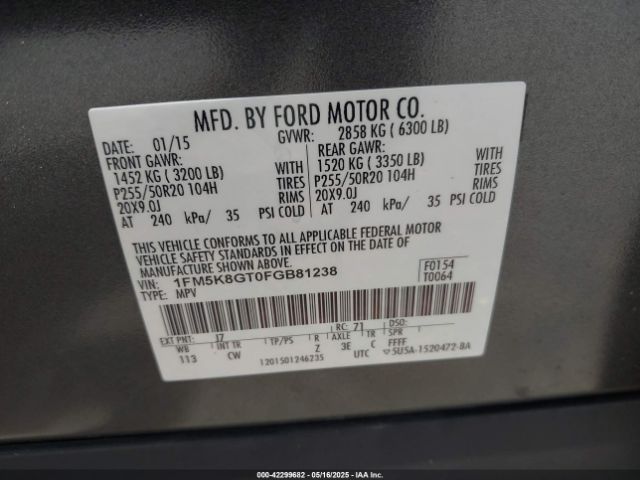 MFD. BY FORD MOTOR CO.
DATE: 01/15 GVWR: 2858 KG ( 6300 LB)
FRONT GAWR: REAR GAWR:
1452 KG ( 3200 LB) WITH 1520 KG ( 3350 LB) WITH
P255/50R20 104H TIRES P255/50R20 104H TIRES
20X9.0J RIMS 20X9.0J RIMS
AT 240 kPa/ 35 PSI COLD AT 240 kPa/ 35 PSI COLD
THIS VEHICLE CONFORMS TO ALL APPLICABLE FEDERAL MOTOR
VEHICLE SAFETY STANDARDS IN EFFECT ON THE DATE OF
MANUFACTURE SHOWN ABOVE.
VIN: 1FM5K8GT0FGB81238 F0154
TYPE: MPV T0064
EXT PNT: J7 RC: 71 DSO:
WB INT TR TP/PS R AXLE TR SPR
113 CW Z 3E C FFFF
1201501246235 UTC 5U5A-1520472-BA
000-42299682 - 05/16/2025 - IAA Inc.